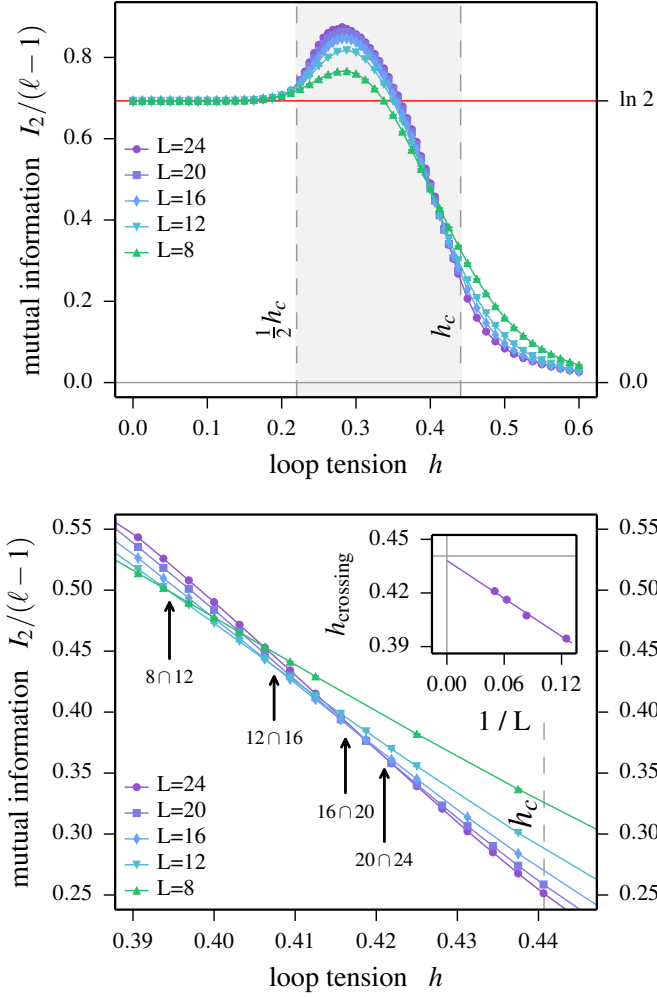 mutual information I₂/(ℓ − 1)
0.8
0.6
0.4
0.2
0.0
ln 2
0.0
L=24
L=20
L=16
L=12
L=8
½h_c
h_c
0.0 0.1 0.2 0.3 0.4 0.5 0.6
loop tension h
mutual information I₂/(ℓ − 1)
0.55
0.50
0.45
0.40
0.35
0.30
0.25
0.55
0.50
0.45
0.40
0.35
0.30
0.25
h_crossing
0.45
0.42
0.39
0.00 0.06 0.12
1 / L
8∩12
12∩16
16∩20
20∩24
h_c
L=24
L=20
L=16
L=12
L=8
0.39 0.40 0.41 0.42 0.43 0.44
loop tension h